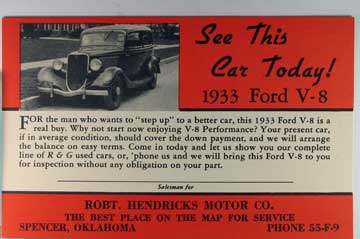 See This
Car Today!
1933 Ford V-8
FOR the man who wants to "step up" to a better car, this 1933 Ford V-8 is a
real buy. Why not start now enjoying V-8 Performance? Your present car,
if in average condition, should cover the down payment, and we will arrange
the balance on easy terms. Come in today and let us show you our complete
line of R & G used cars, or, 'phone us and we will bring this Ford V-8 to you
for inspection without any obligation on your part.
Salesman for
ROBT. HENDRICKS MOTOR CO.
THE BEST PLACE ON THE MAP FOR SERVICE
SPENCER, OKLAHOMA PHONE 55-F-9